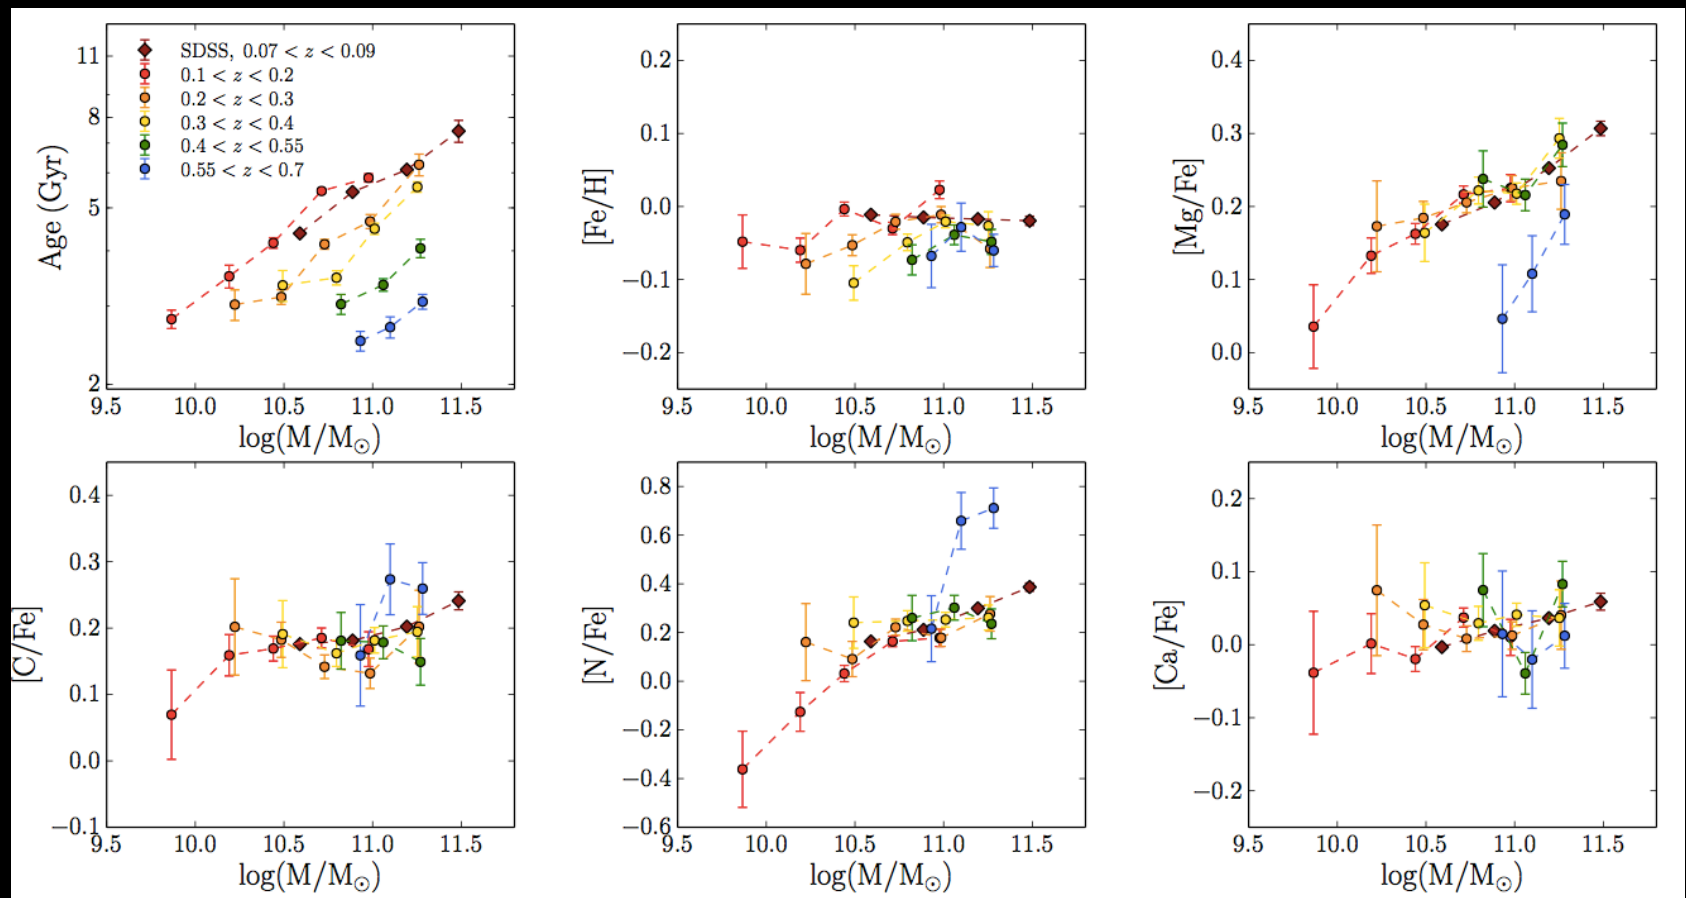 11
8
5
2
Age (Gyr)
SDSS, 0.07 < z < 0.09
0.1 < z < 0.2
0.2 < z < 0.3
0.3 < z < 0.4
0.4 < z < 0.55
0.55 < z < 0.7
9.5 10.0 10.5 11.0 11.5
log(M/M⊙)
0.2
0.1
0.0
−0.1
−0.2
[Fe/H]
9.5 10.0 10.5 11.0 11.5
log(M/M⊙)
0.4
0.3
0.2
0.1
0.0
[Mg/Fe]
9.5 10.0 10.5 11.0 11.5
log(M/M⊙)
0.4
0.3
0.2
0.1
0.0
−0.1
[C/Fe]
9.5 10.0 10.5 11.0 11.5
log(M/M⊙)
0.8
0.6
0.4
0.2
0.0
−0.2
−0.4
−0.6
[N/Fe]
9.5 10.0 10.5 11.0 11.5
log(M/M⊙)
0.2
0.1
0.0
−0.1
−0.2
[Ca/Fe]
9.5 10.0 10.5 11.0 11.5
log(M/M⊙)